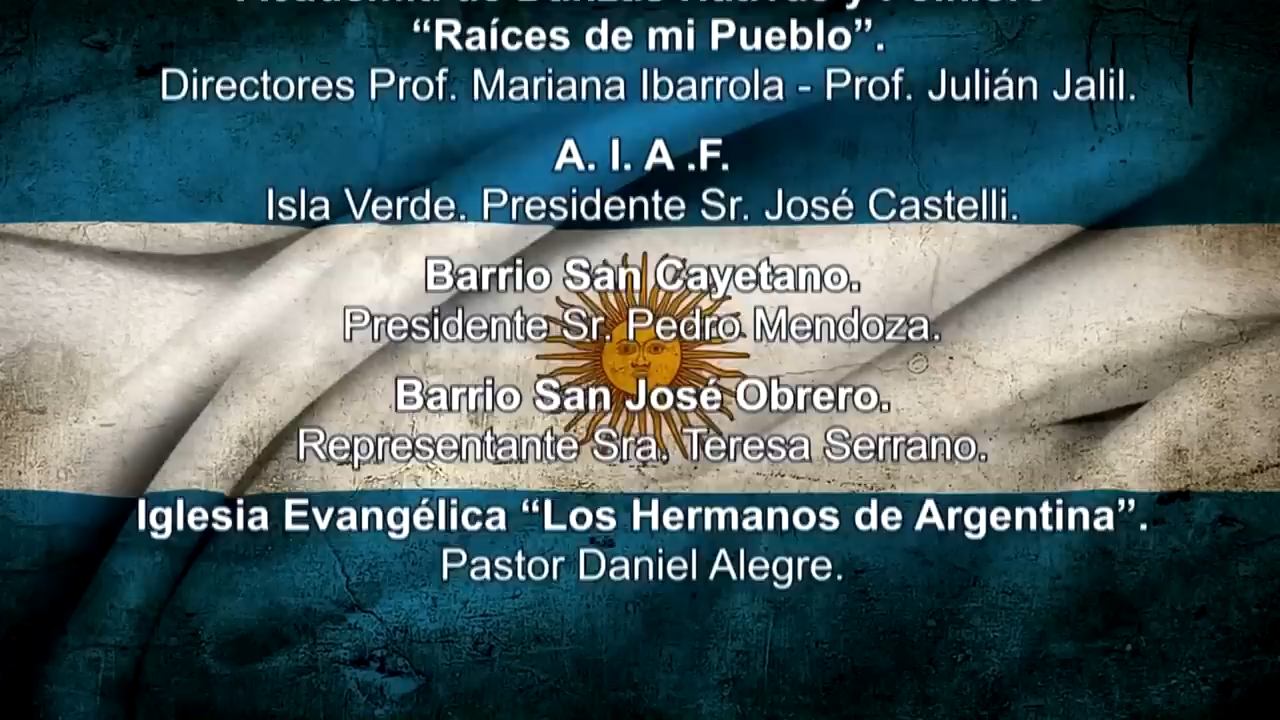 “Raíces de mi Pueblo”.
Directores Prof. Mariana Ibarrola - Prof. Julián Jalil.
A. I. A .F.
Isla Verde. Presidente Sr. José Castelli.
Barrio San Cayetano.
Presidente Sr. Pedro Mendoza.
Barrio San José Obrero.
Representante Sra. Teresa Serrano.
Iglesia Evangélica “Los Hermanos de Argentina”.
Pastor Daniel Alegre.